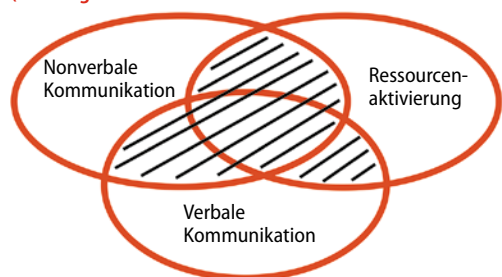 Nonverbale
Kommunikation
Ressourcen-
aktivierung
Verbale
Kommunikation